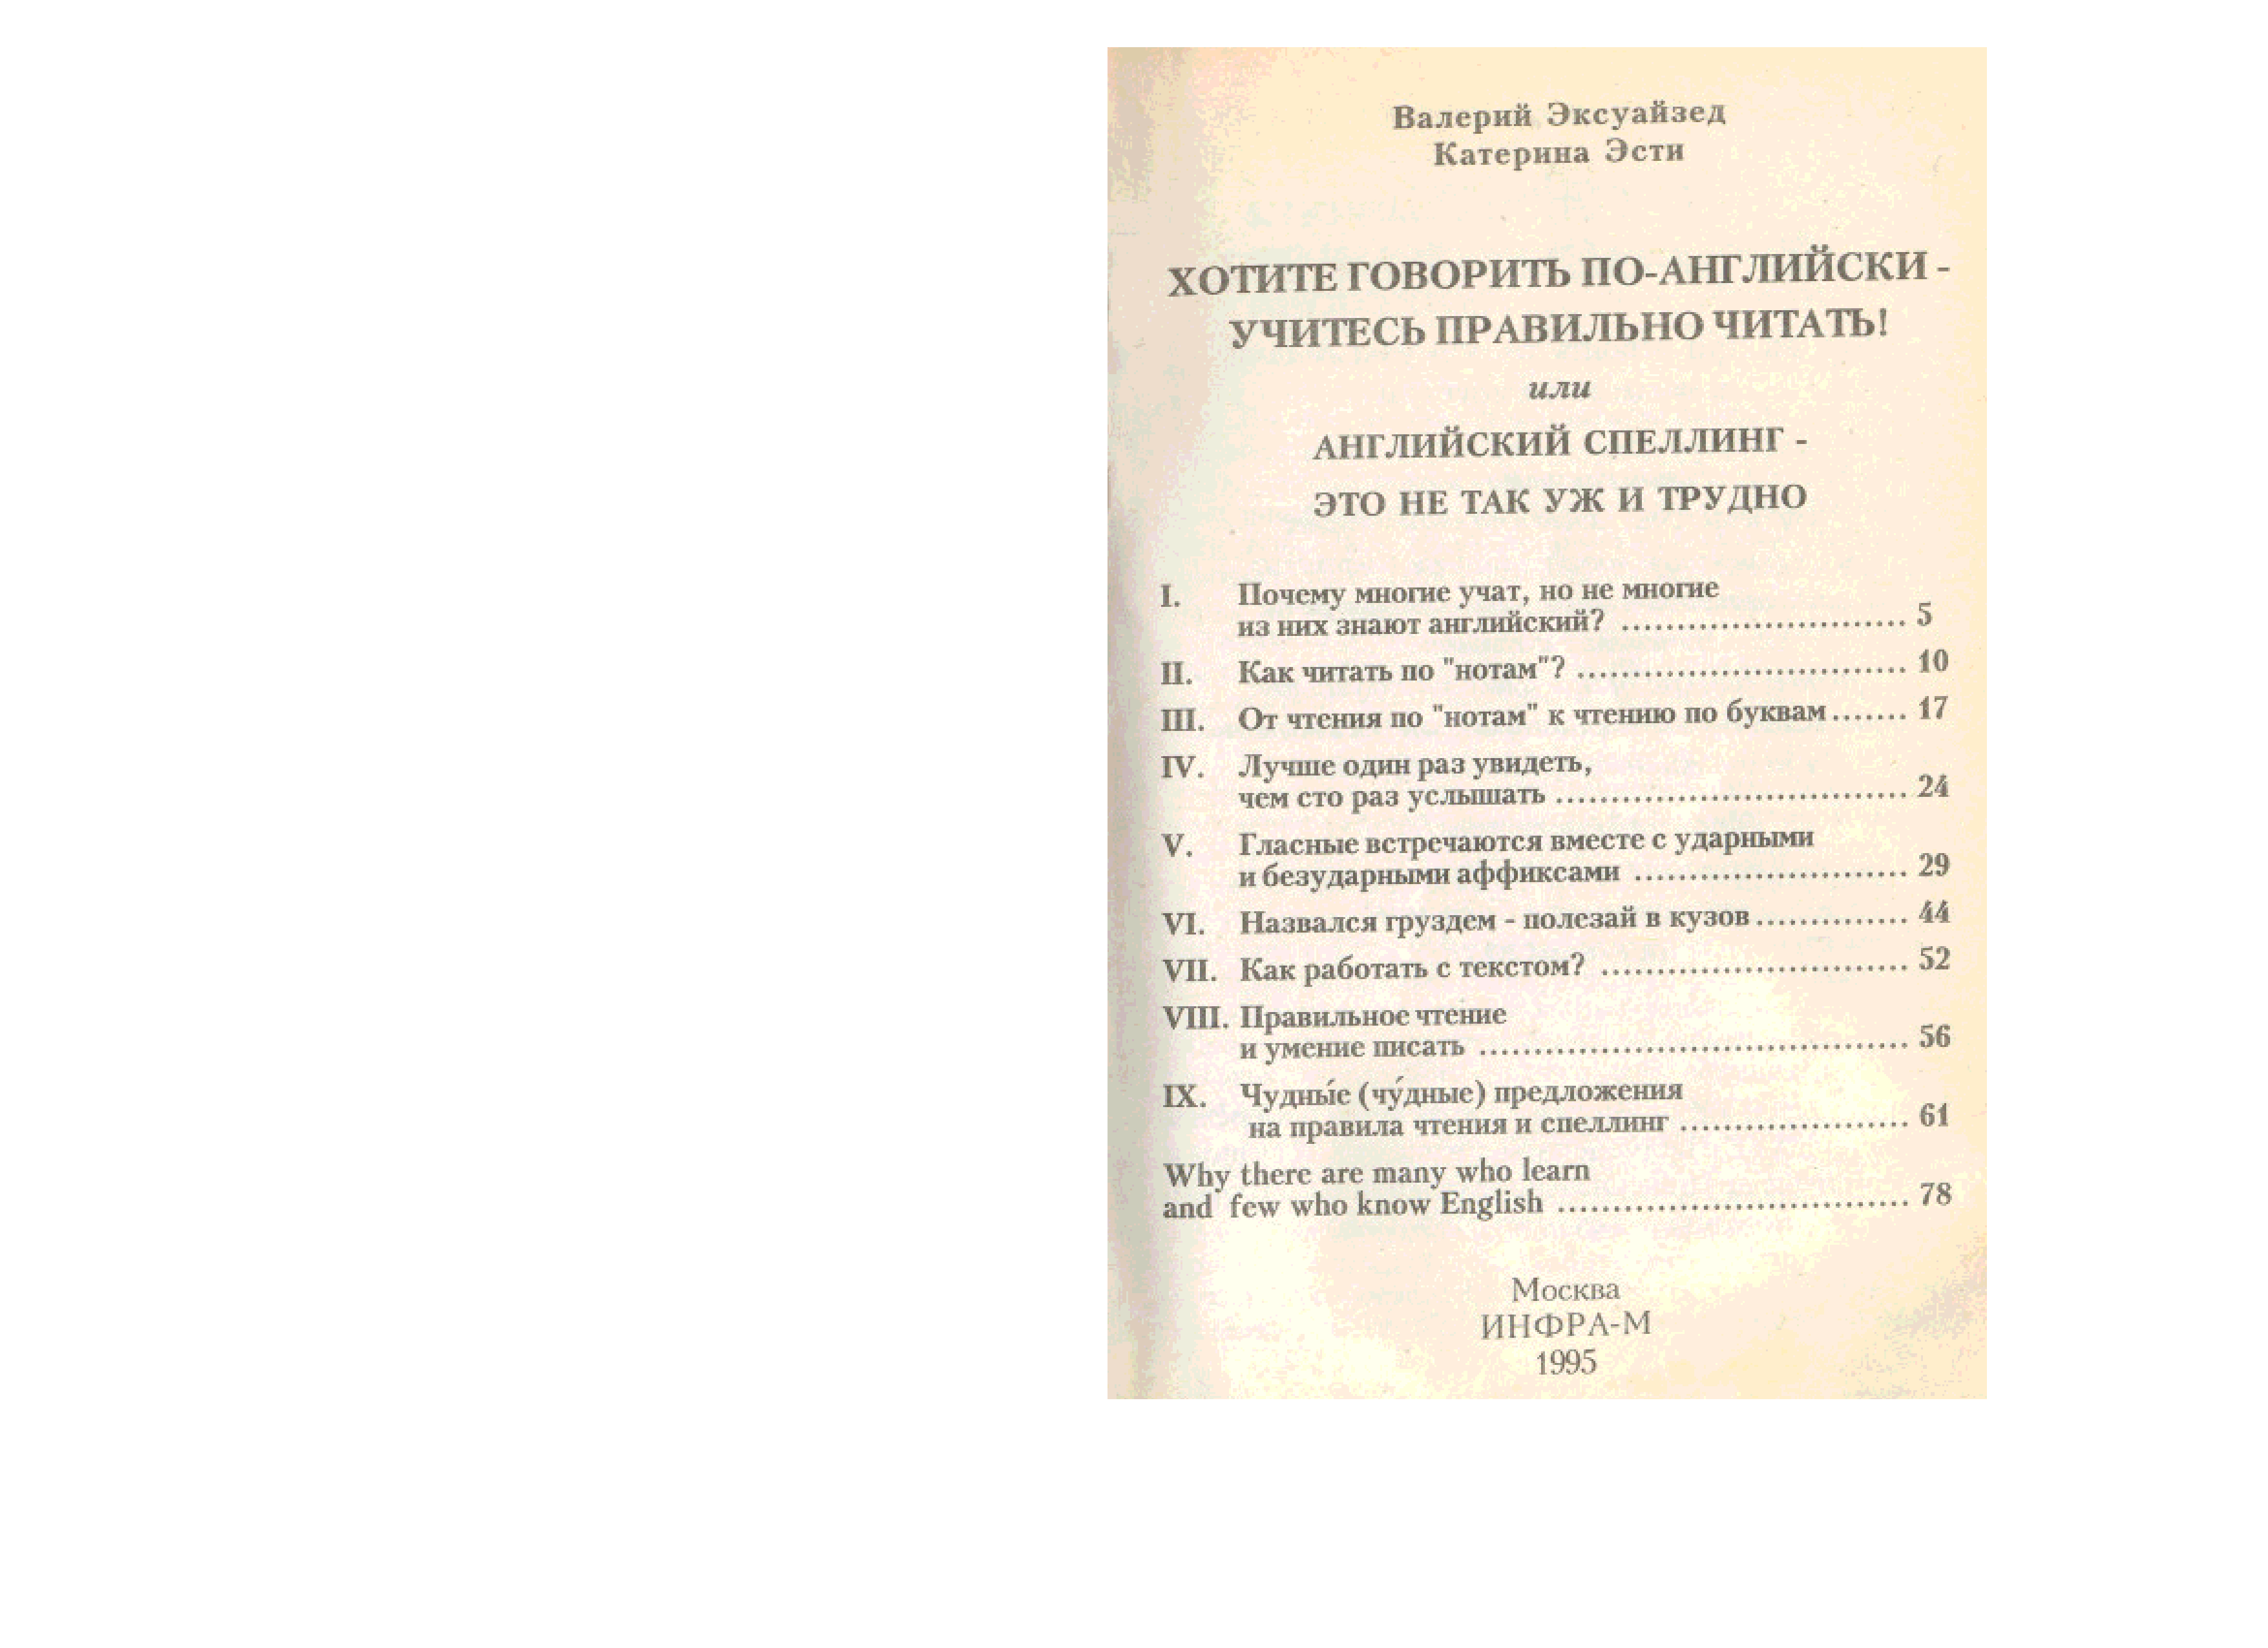 Валерий Эксуайзед
Катерина Эсти
ХОТИТЕ ГОВОРИТЬ ПО-АНГЛИЙСКИ -
УЧИТЕСЬ ПРАВИЛЬНО ЧИТАТЬ!
или
АНГЛИЙСКИЙ СПЕЛЛИНГ -
ЭТО НЕ ТАК УЖ И ТРУДНО
I. Почему многие учат, но не многие
из них знают английский? .......................... 5
II. Как читать по "нотам"? .............................. 10
III. От чтения по "нотам" к чтению по буквам ....... 17
IV. Лучше один раз увидеть,
чем сто раз услышать ................................ 24
V. Гласные встречаются вместе с ударными
и безударными аффиксами ......................... 29
VI. Назвался груздем - полезай в кузов .............. 44
VII. Как работать с текстом? ............................ 52
VIII. Правильное чтение
и умение писать ....................................... 56
IX. Чудны́е (чу́дные) предложения
на правила чтения и спеллинг ..................... 61
Why there are many who learn
and few who know English ................................ 78
Москва
ИНФРА-М
1995